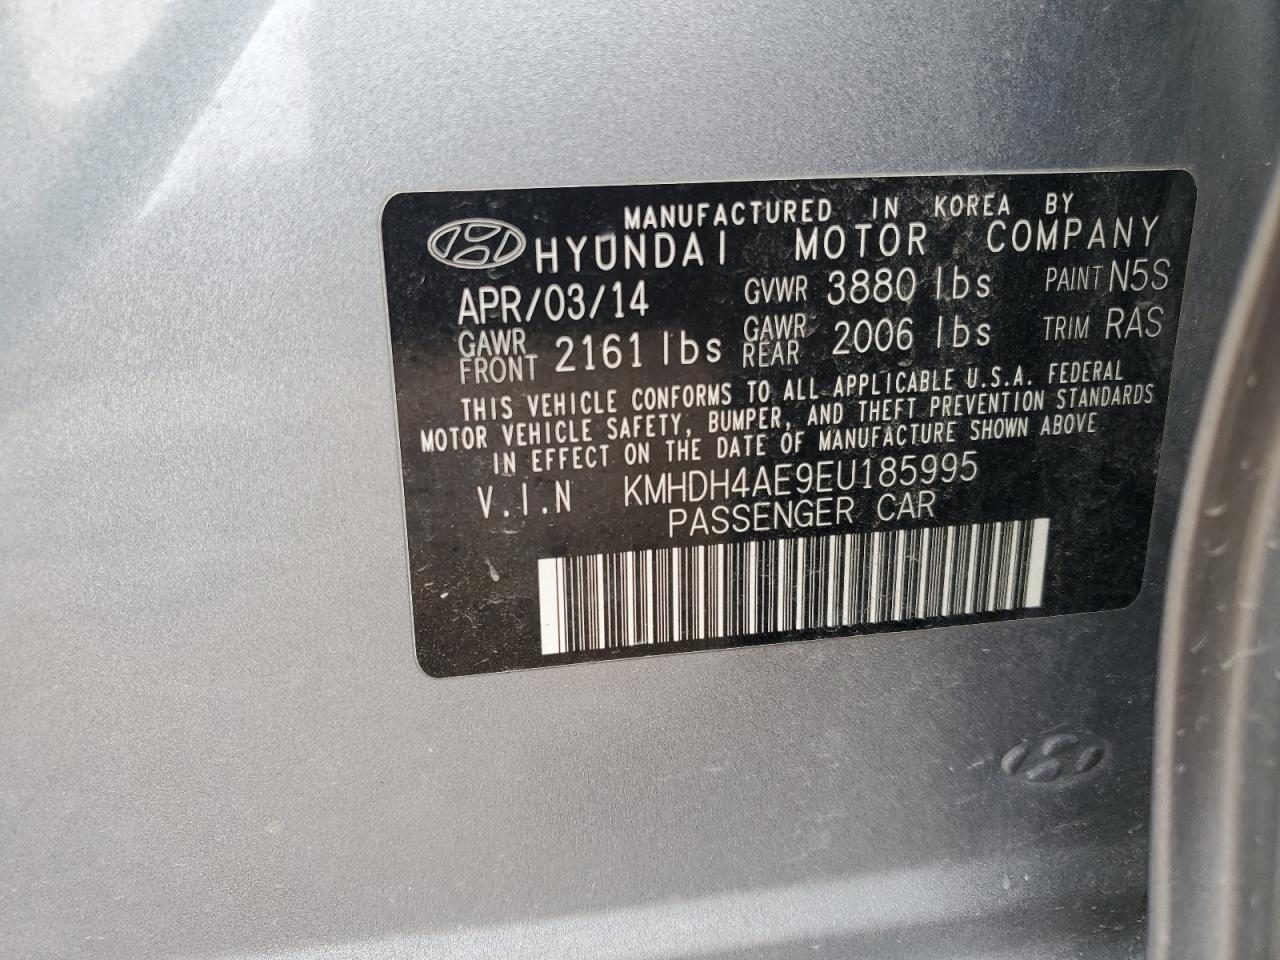 MANUFACTURED IN KOREA BY
HYUNDAI MOTOR COMPANY
APR/03/14 GVWR 3880 lbs PAINT N5S
GAWR FRONT 2161 lbs GAWR REAR 2006 lbs TRIM RAS
THIS VEHICLE CONFORMS TO ALL APPLICABLE U.S.A. FEDERAL
MOTOR VEHICLE SAFETY, BUMPER, AND THEFT PREVENTION STANDARDS
IN EFFECT ON THE DATE OF MANUFACTURE SHOWN ABOVE
V.I.N KMHDH4AE9EU185995
PASSENGER CAR